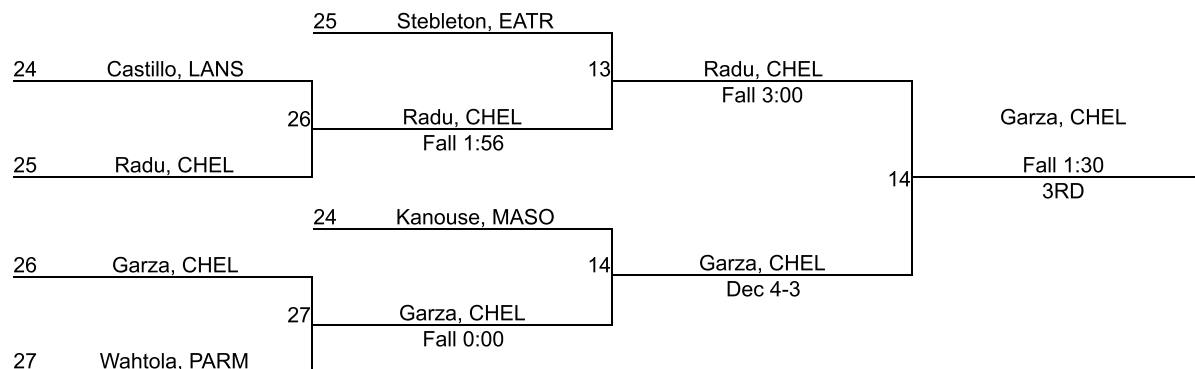 25 Stebleton, EATR
24 Castillo, LANS
13 Radu, CHEL
Fall 3:00
26 Radu, CHEL
Fall 1:56
Garza, CHEL
25 Radu, CHEL
Fall 1:30
14
3RD
24 Kanouse, MASO
26 Garza, CHEL
14 Garza, CHEL
Dec 4-3
27 Garza, CHEL
Fall 0:00
27 Wahtola, PARM